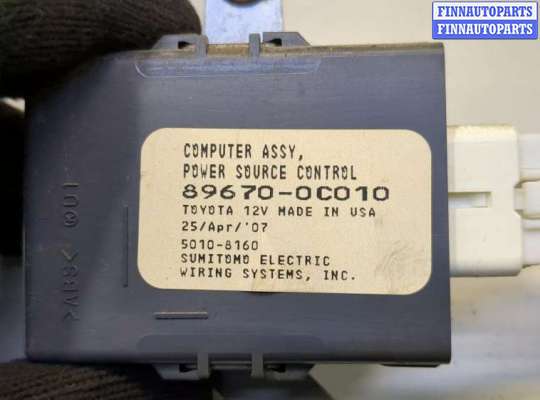 FINNAUTOPARTS
FINNAUTOPARTS
COMPUTER ASSY,
POWER SOURCE CONTROL
89670-0C010
TOYOTA 12V MADE IN USA
25/Apr/'07
5010-8160
SUMITOMO ELECTRIC
WIRING SYSTEMS, INC.
>ABS<